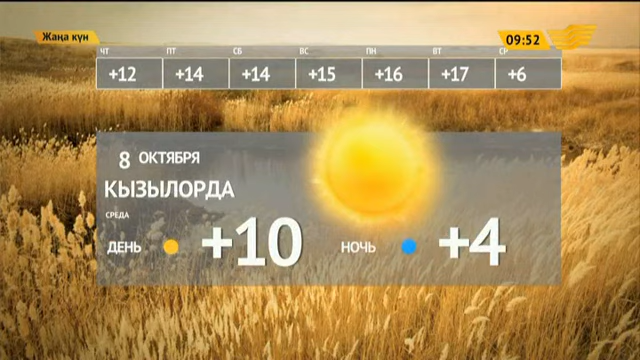 Жаңа күн
09:52
ЧТ ПТ СБ ВС ПН ВТ СР
+12 +14 +14 +15 +16 +17 +6
8 ОКТЯБРЯ
КЫЗЫЛОРДА
СРЕДА
ДЕНЬ +10 НОЧЬ +4